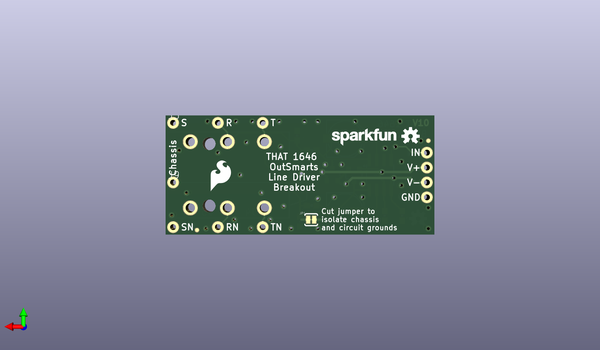 S R T
V10
sparkfun
Chassis
IN
THAT 1646
OutSmarts
Line Driver
Breakout
V+
V-
GND
Cut jumper to
isolate chassis
and circuit grounds
SN RN TN